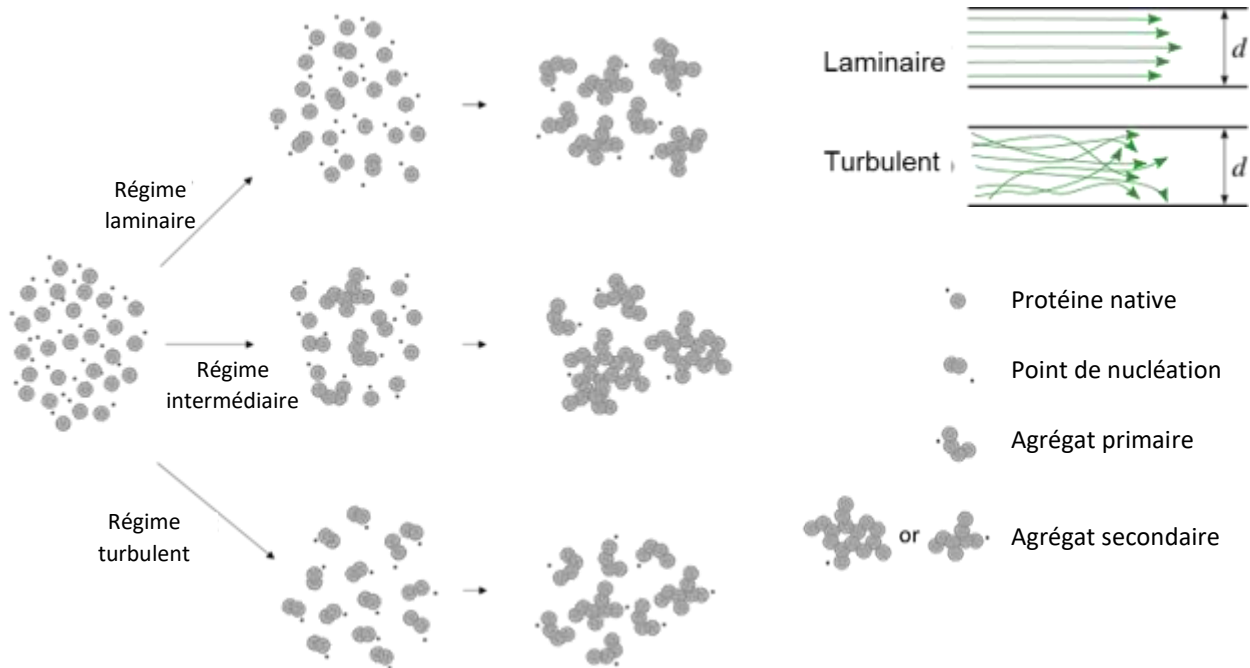 Régime
laminaire
Régime
intermédiaire
Régime
turbulent
Laminaire
d
Turbulent
d
Protéine native
Point de nucléation
Agrégat primaire
or
Agrégat secondaire